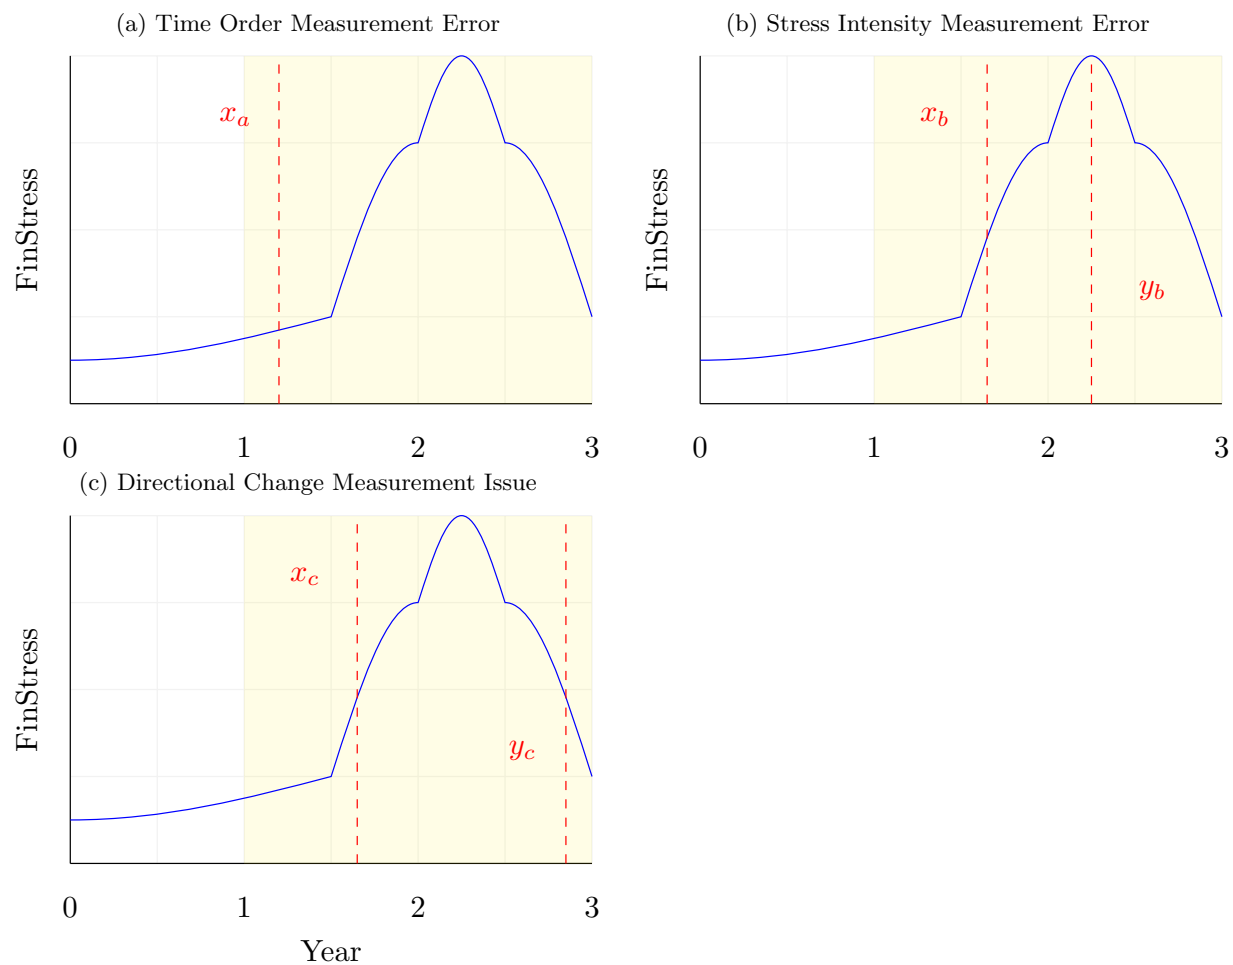 (a) Time Order Measurement Error
x_a
FinStress
0 1 2 3
(b) Stress Intensity Measurement Error
x_b
y_b
FinStress
0 1 2 3
(c) Directional Change Measurement Issue
x_c
y_c
FinStress
0 1 2 3
Year